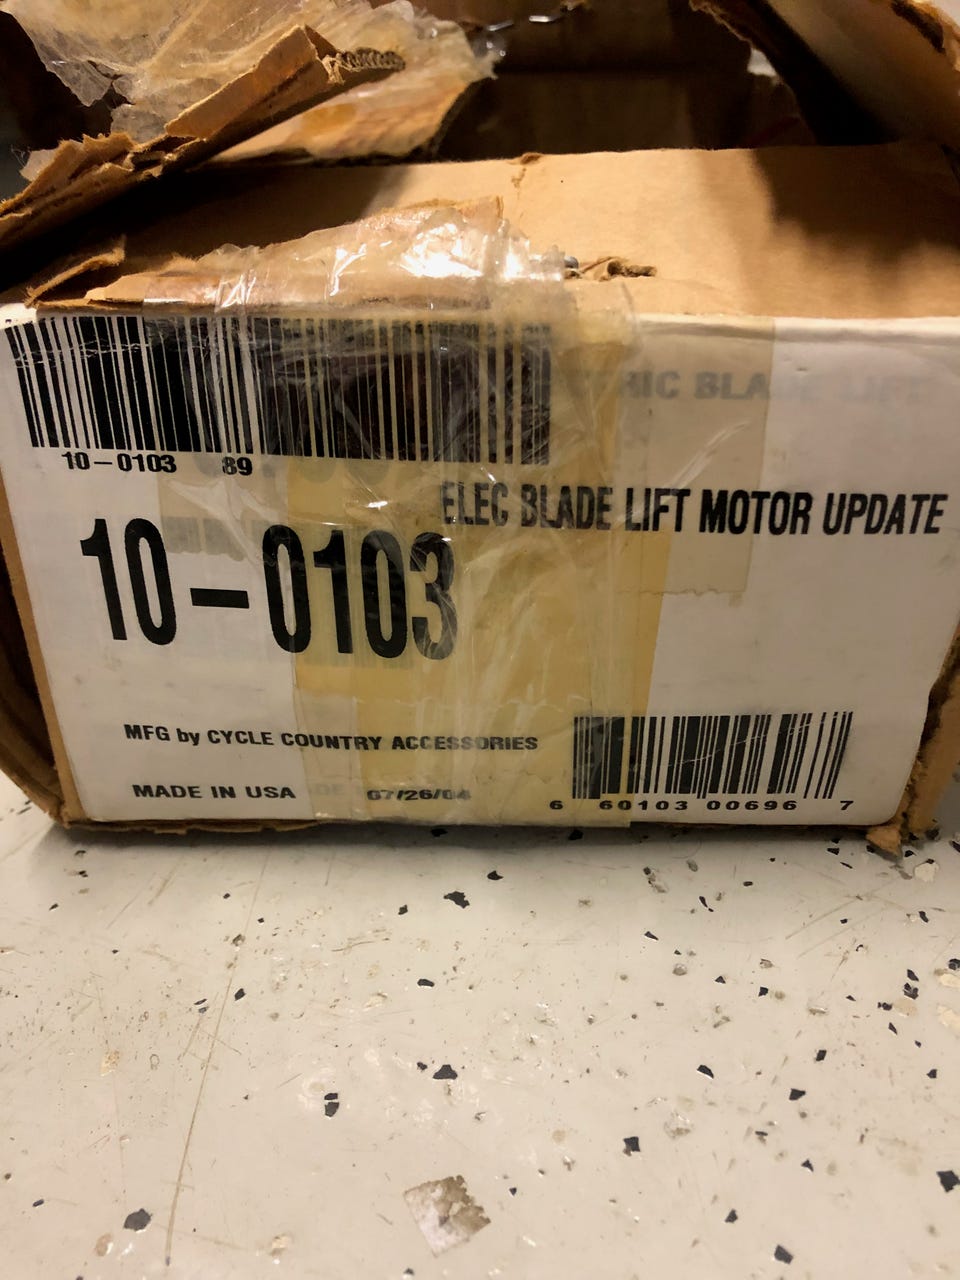 10-0103 89
ELEC BLADE LIFT MOTOR UPDATE
10-0103
MFG by CYCLE COUNTRY ACCESSORIES
MADE IN USA 07/26/04
6 60103 00696 7